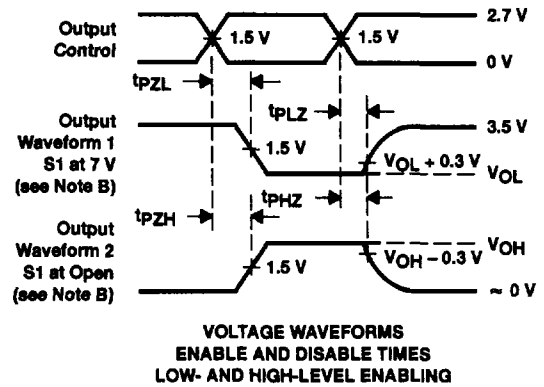 Output
Control
1.5 V
1.5 V
2.7 V
0 V
tPZL
tPLZ
Output
Waveform 1
S1 at 7 V
(see Note B)
1.5 V
3.5 V
VOL + 0.3 V
VOL
tPZH
tPHZ
Output
Waveform 2
S1 at Open
(see Note B)
1.5 V
VOH
VOH – 0.3 V
≈ 0 V
VOLTAGE WAVEFORMS
ENABLE AND DISABLE TIMES
LOW- AND HIGH-LEVEL ENABLING